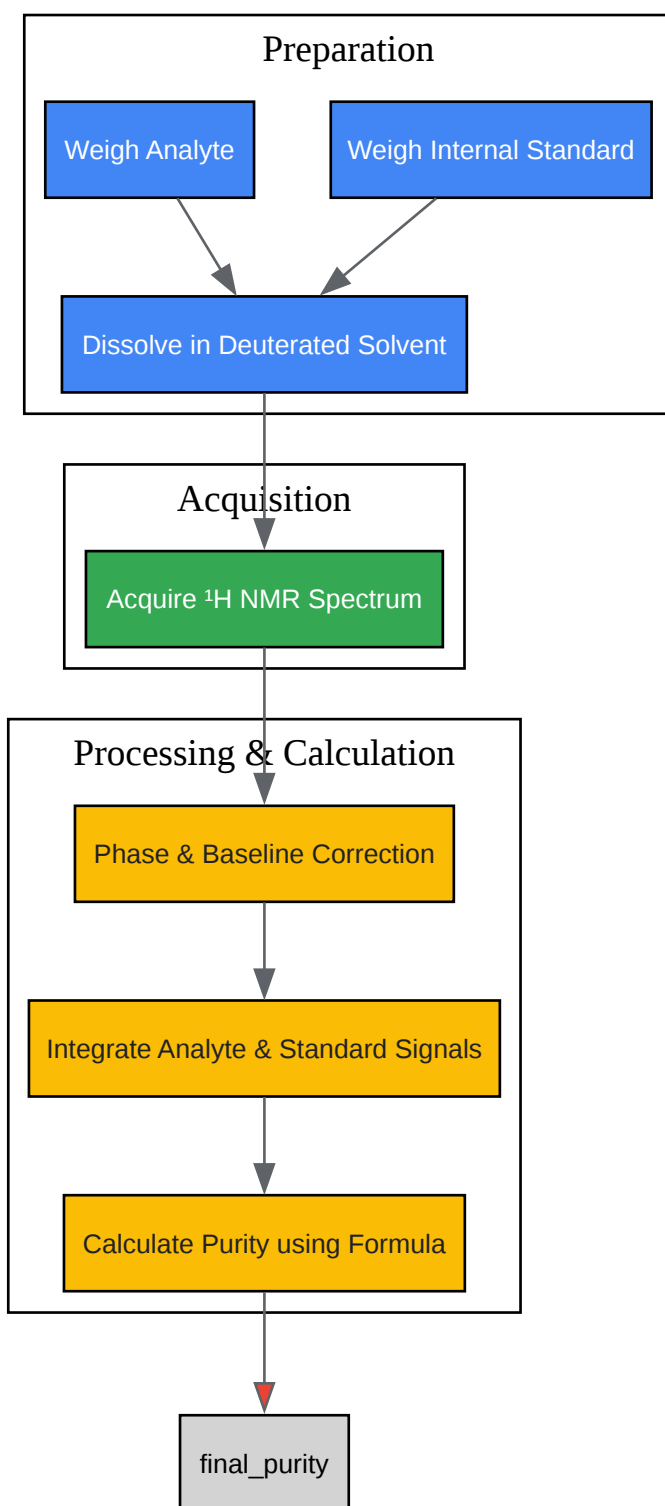 Preparation
Weigh Analyte
Weigh Internal Standard
Dissolve in Deuterated Solvent
Acquisition
Acquire ¹H NMR Spectrum
Processing & Calculation
Phase & Baseline Correction
Integrate Analyte & Standard Signals
Calculate Purity using Formula
final_purity